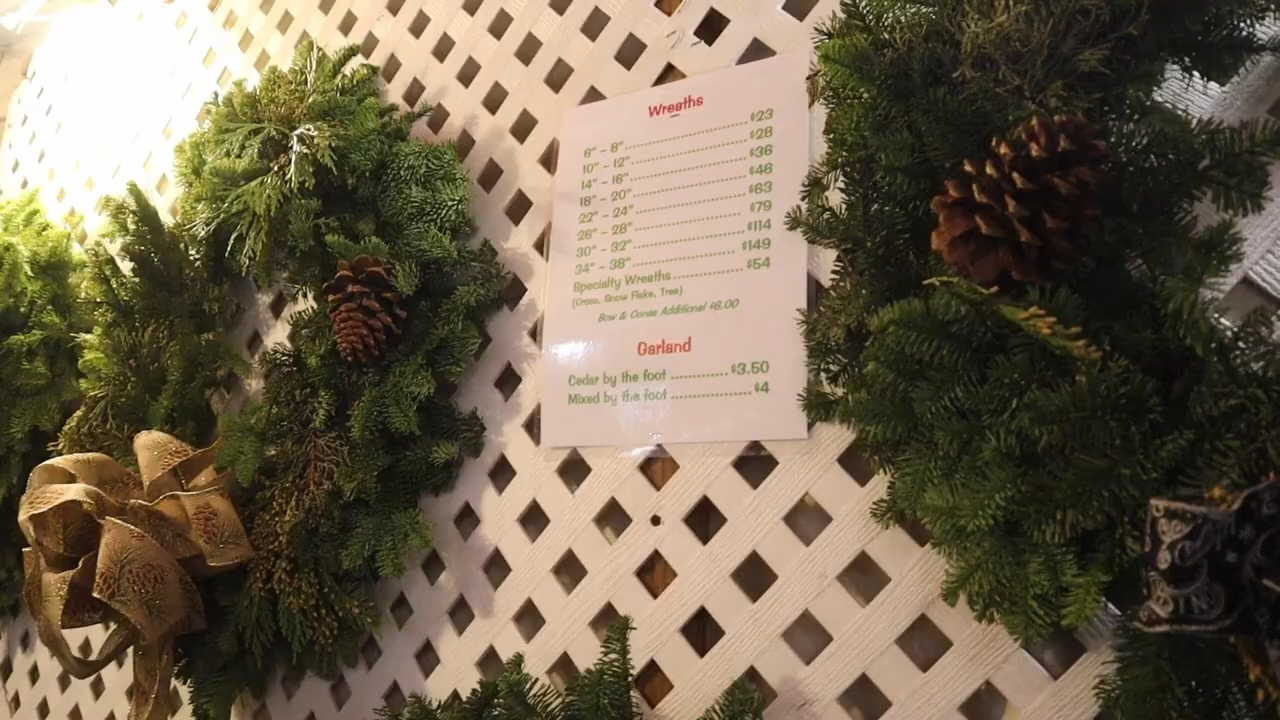 Wreaths
6" – 8" $23
10" – 12" $28
14" – 16" $36
18" – 20" $46
22" – 24" $63
26" – 28" $79
30" – 32" $114
34" – 38" $149
Specialty Wreaths $54
(Cross, Snow Flake, Tree)
Bow & Cones Additional $6.00
Garland
Cedar by the foot $3.50
Mixed by the foot $4